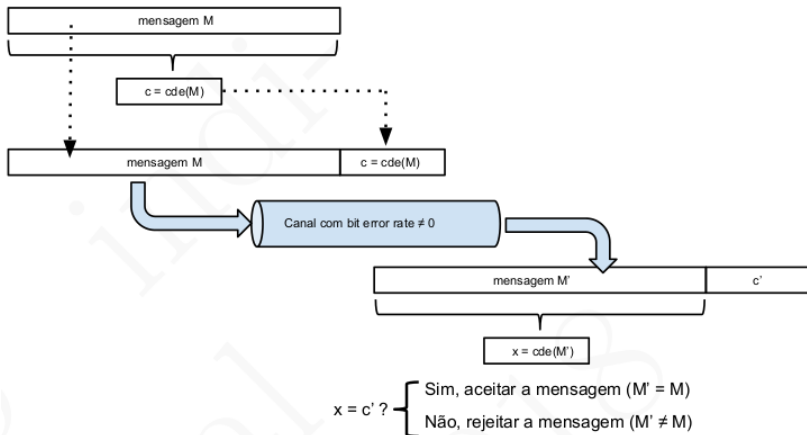 mensagem M
c = cde(M)
mensagem M
c = cde(M)
Canal com bit error rate ≠ 0
mensagem M'
c'
x = cde(M')
x = c' ?
Sim, aceitar a mensagem (M' = M)
Não, rejeitar a mensagem (M' ≠ M)